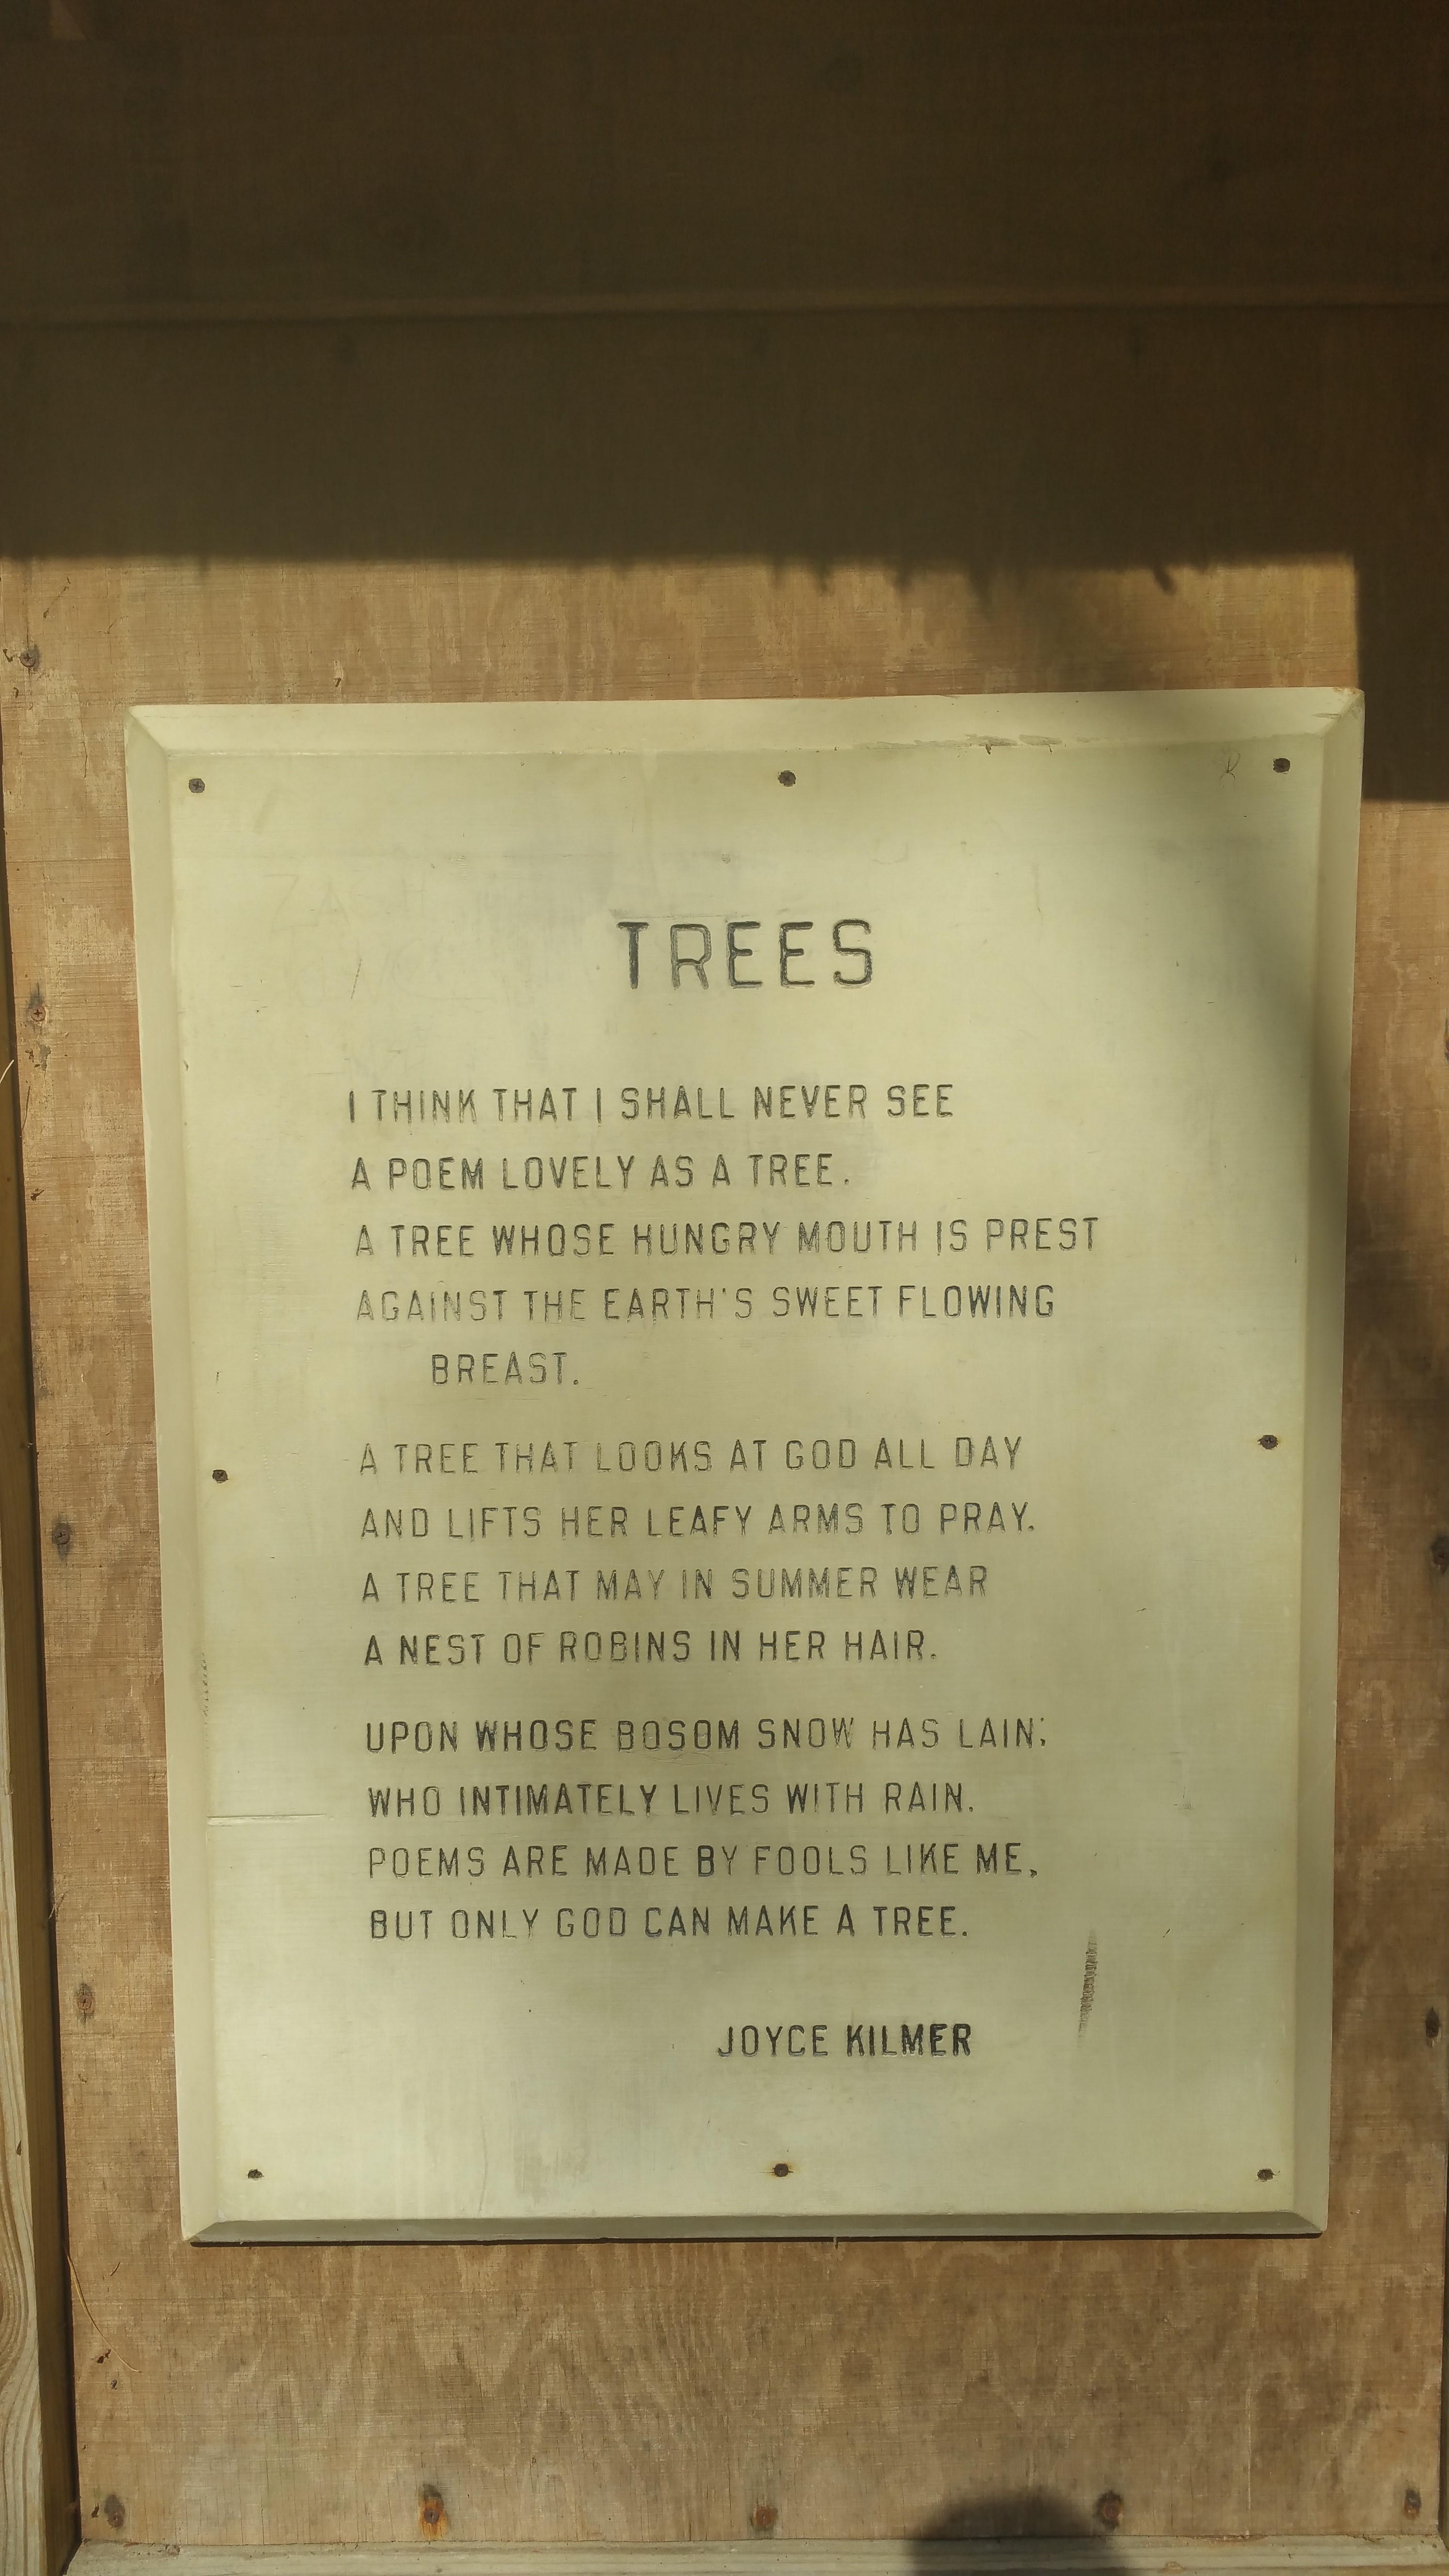 TREES
I THINK THAT I SHALL NEVER SEE
A POEM LOVELY AS A TREE.
A TREE WHOSE HUNGRY MOUTH IS PREST
AGAINST THE EARTH'S SWEET FLOWING
BREAST.
A TREE THAT LOOKS AT GOD ALL DAY
AND LIFTS HER LEAFY ARMS TO PRAY.
A TREE THAT MAY IN SUMMER WEAR
A NEST OF ROBINS IN HER HAIR.
UPON WHOSE BOSOM SNOW HAS LAIN;
WHO INTIMATELY LIVES WITH RAIN.
POEMS ARE MADE BY FOOLS LIKE ME,
BUT ONLY GOD CAN MAKE A TREE.
JOYCE KILMER